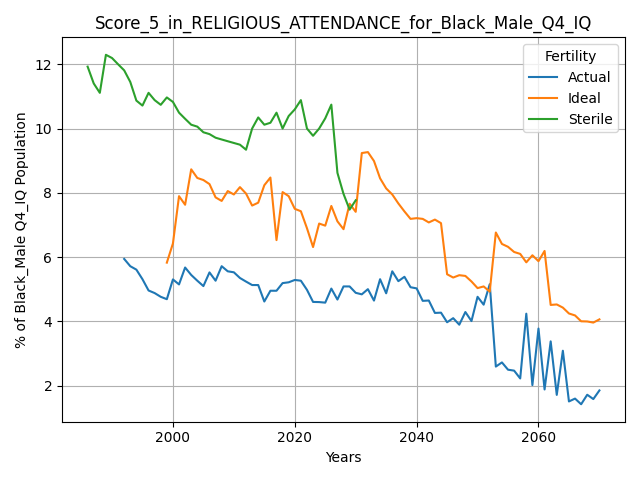 Score_5_in_RELIGIOUS_ATTENDANCE_for_Black_Male_Q4_IQ
Fertility
Actual
Ideal
Sterile
% of Black_Male Q4_IQ Population
12
10
8
6
4
2
2000
2020
2040
2060
Years